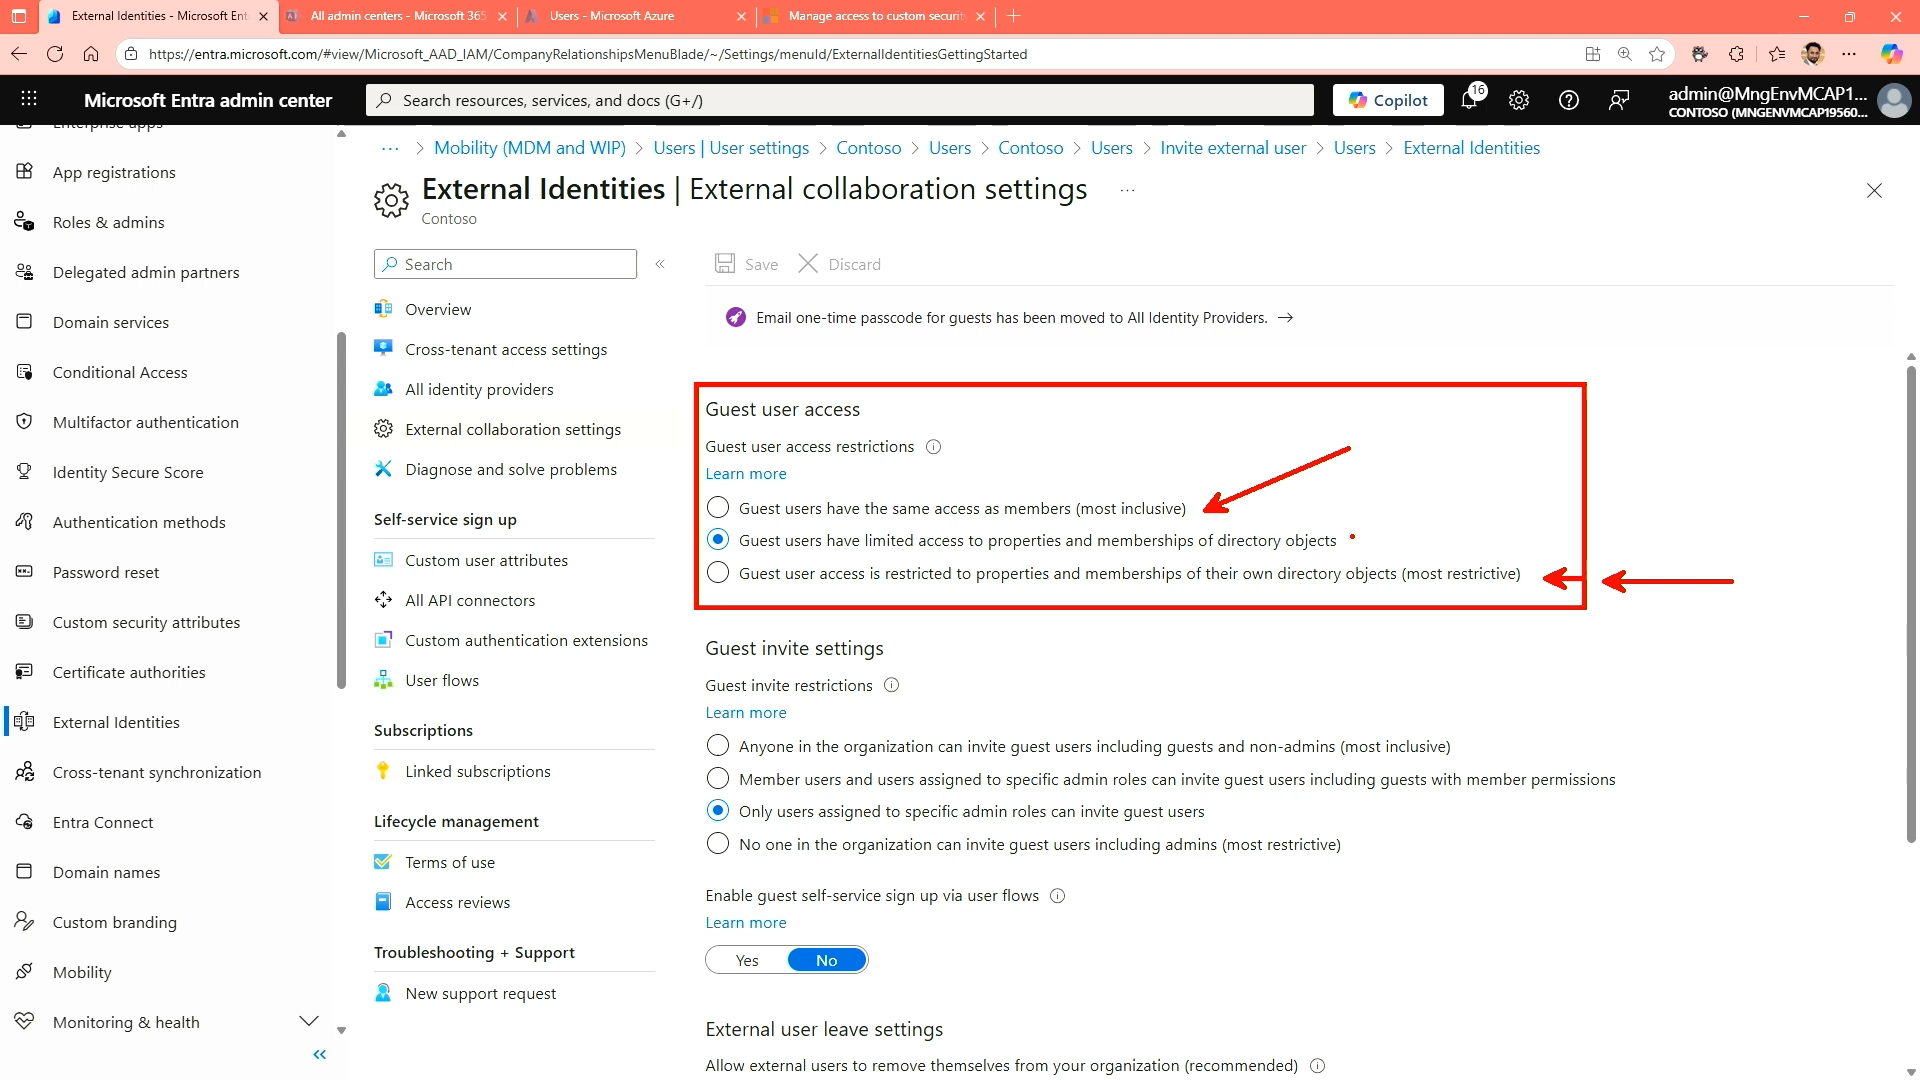 External Identities - Microsoft Ent
All admin centers - Microsoft 365
Users - Microsoft Azure
Manage access to custom securit
https://entra.microsoft.com/#view/Microsoft_AAD_IAM/CompanyRelationshipsMenuBlade/~/Settings/menuId/ExternalIdentitiesGettingStarted
Microsoft Entra admin center
Search resources, services, and docs (G+/)
Copilot
16
admin@MngEnvMCAP1...
CONTOSO (MNGENVMCAP19560...
Enterprise apps
App registrations
Roles & admins
Delegated admin partners
Domain services
Conditional Access
Multifactor authentication
Identity Secure Score
Authentication methods
Password reset
Custom security attributes
Certificate authorities
External Identities
Cross-tenant synchronization
Entra Connect
Domain names
Custom branding
Mobility
Monitoring & health
... > Mobility (MDM and WIP) > Users | User settings > Contoso > Users > Contoso > Users > Invite external user > Users > External Identities
External Identities | External collaboration settings ...
Contoso
Search
Overview
Cross-tenant access settings
All identity providers
External collaboration settings
Diagnose and solve problems
Self-service sign up
Custom user attributes
All API connectors
Custom authentication extensions
User flows
Subscriptions
Linked subscriptions
Lifecycle management
Terms of use
Access reviews
Troubleshooting + Support
New support request
Save
Discard
Email one-time passcode for guests has been moved to All Identity Providers. →
Guest user access
Guest user access restrictions
Learn more
Guest users have the same access as members (most inclusive)
Guest users have limited access to properties and memberships of directory objects
Guest user access is restricted to properties and memberships of their own directory objects (most restrictive)
Guest invite settings
Guest invite restrictions
Learn more
Anyone in the organization can invite guest users including guests and non-admins (most inclusive)
Member users and users assigned to specific admin roles can invite guest users including guests with member permissions
Only users assigned to specific admin roles can invite guest users
No one in the organization can invite guest users including admins (most restrictive)
Enable guest self-service sign up via user flows
Learn more
Yes
No
External user leave settings
Allow external users to remove themselves from your organization (recommended)